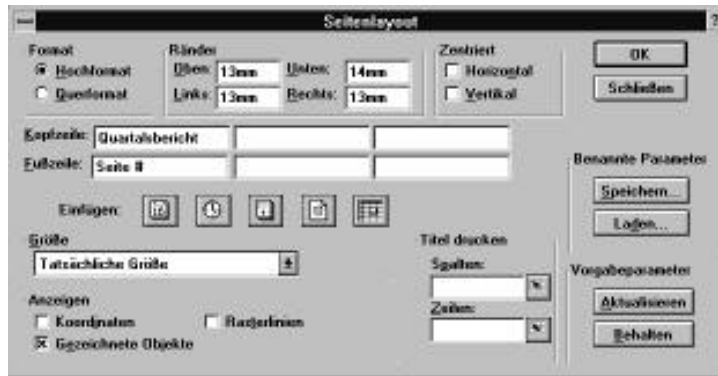 Seitenlayout
?
Format
Hochformat
Querformat
Ränder
Oben: 13mm Unten: 14mm
Links: 13mm Rechts: 13mm
Zentriert
Horizontal
Vertikal
OK
Schließen
Kopfzeile: Quartalsbericht
Fußzeile: Seite #
Einfügen:
Benannte Parameter
Speichern...
Laden...
Größe
Tatsächliche Größe
Titel drucken
Spalten:
Zeilen:
Vorgabeparameter
Aktualisieren
Behalten
Anzeigen
Koordinaten Rasterlinien
Gezeichnete Objekte